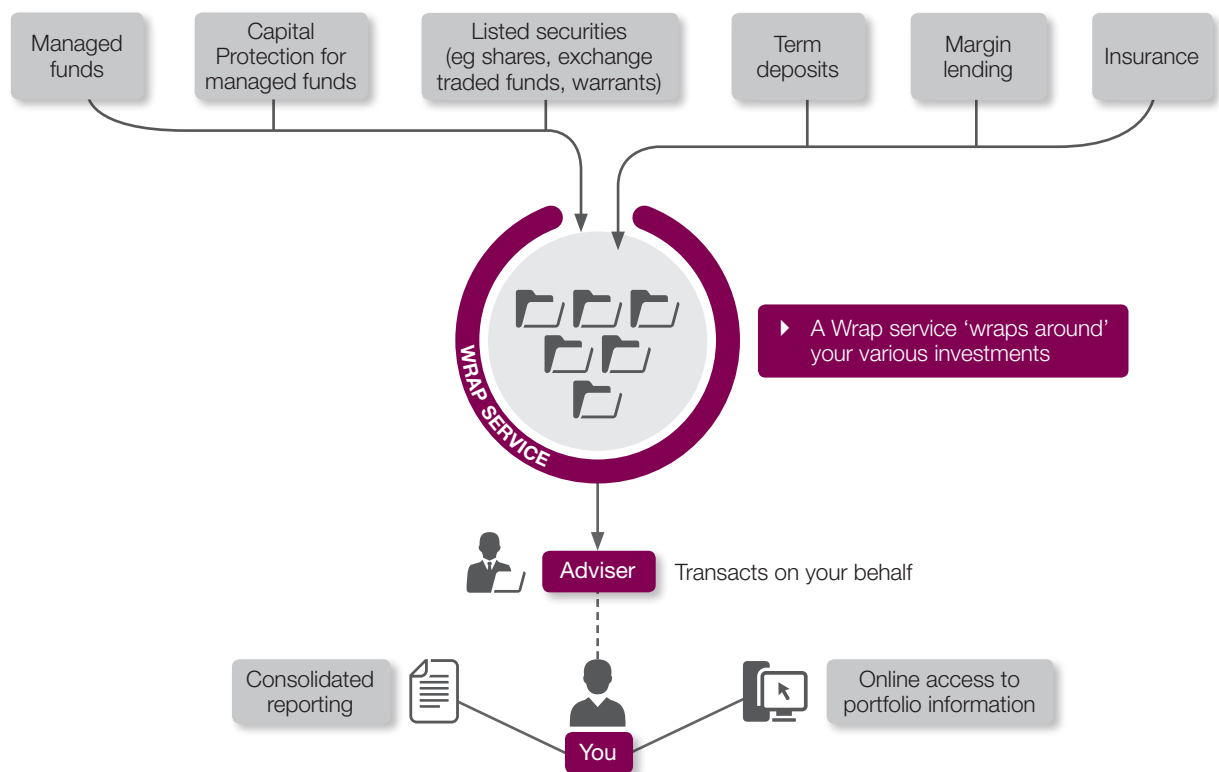 Managed
funds
Capital
Protection for
managed funds
Listed securities
(eg shares, exchange
traded funds, warrants)
Term
deposits
Margin
lending
Insurance
WRAP SERVICE
A Wrap service ‘wraps around’
your various investments
Adviser
Transacts on your behalf
Consolidated
reporting
Online access to
portfolio information
You